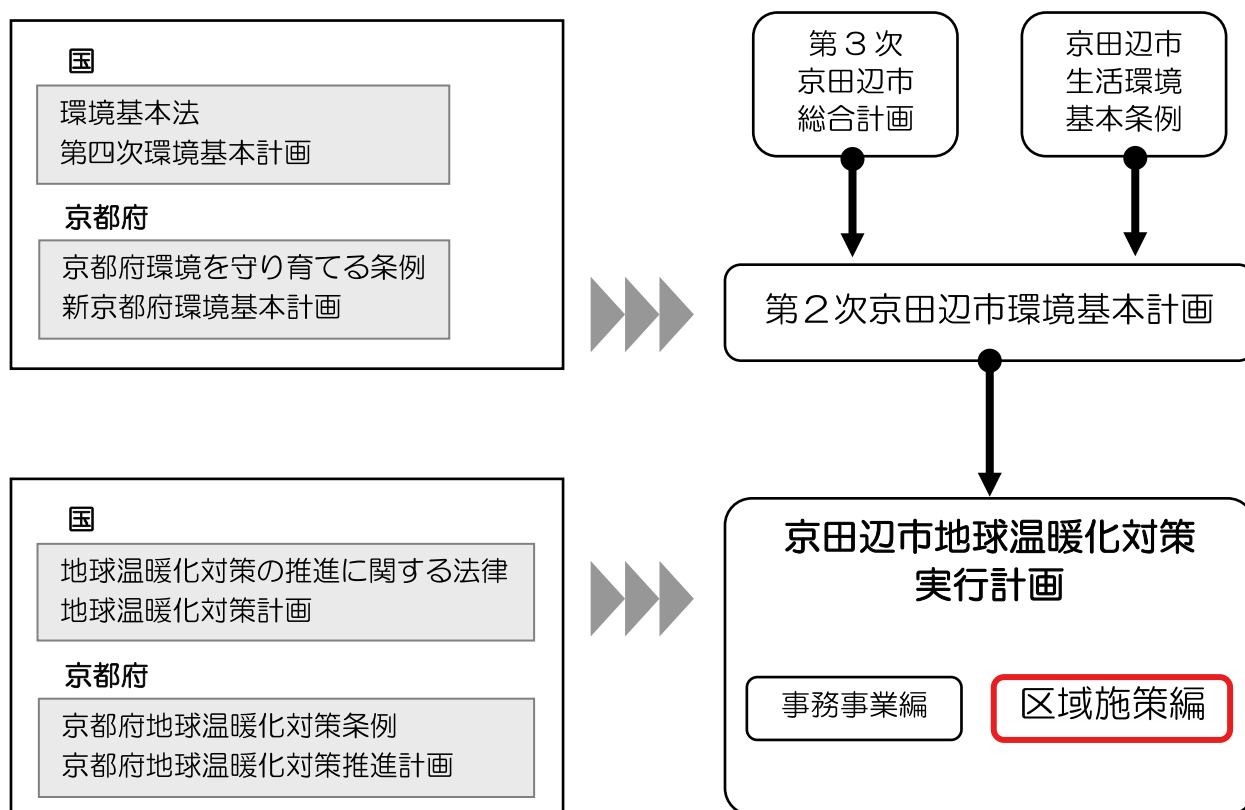 国
環境基本法
第四次環境基本計画
京都府
京都府環境を守り育てる条例
新京都府環境基本計画
第３次
京田辺市
総合計画
京田辺市
生活環境
基本条例
第２次京田辺市環境基本計画
国
地球温暖化対策の推進に関する法律
地球温暖化対策計画
京都府
京都府地球温暖化対策条例
京都府地球温暖化対策推進計画
京田辺市地球温暖化対策
実行計画
事務事業編
区域施策編